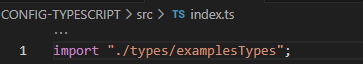 CONFIG-TYPESCRIPT > src > TS index.ts
...
1 import "./types/examplesTypes";